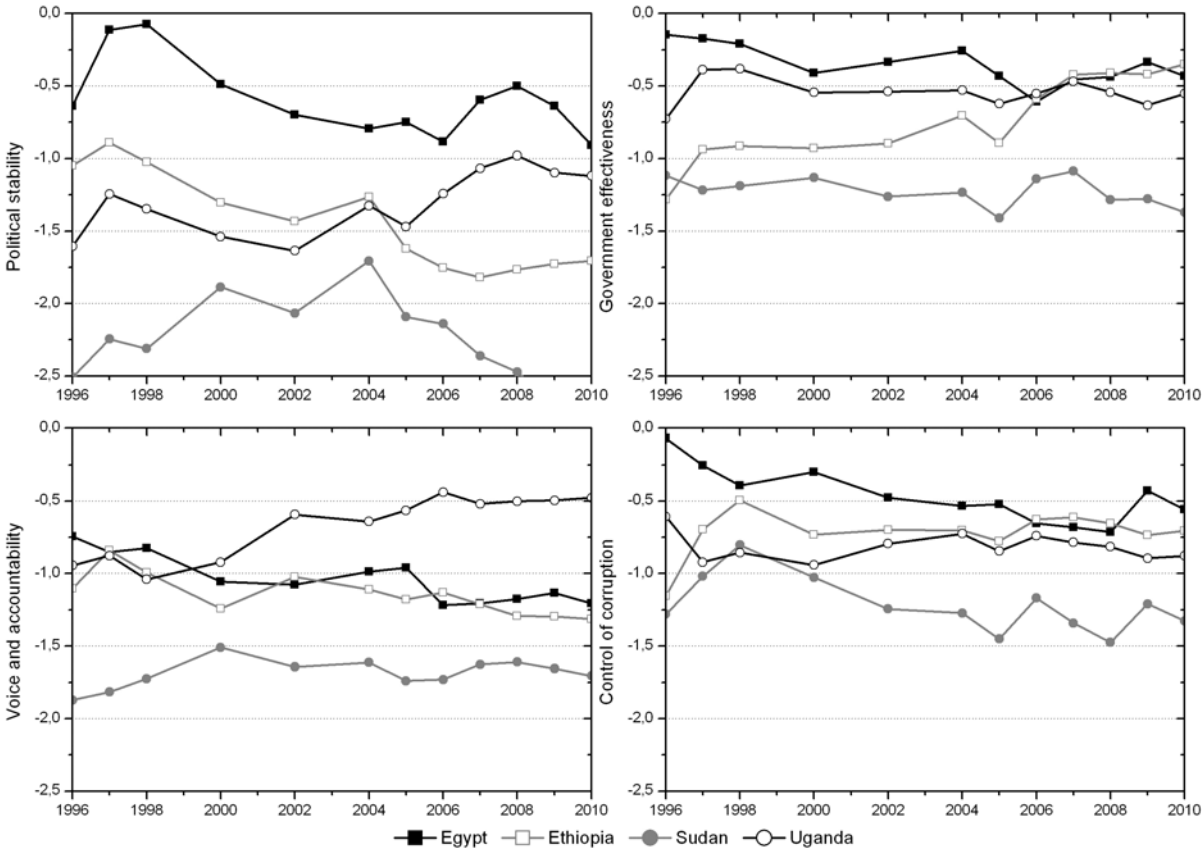 Political stability
0,0
-0,5
-1,0
-1,5
-2,0
-2,5
1996 1998 2000 2002 2004 2006 2008 2010
Government effectiveness
0,0
-0,5
-1,0
-1,5
-2,0
-2,5
1996 1998 2000 2002 2004 2006 2008 2010
Voice and accountability
0,0
-0,5
-1,0
-1,5
-2,0
-2,5
1996 1998 2000 2002 2004 2006 2008 2010
Control of corruption
0,0
-0,5
-1,0
-1,5
-2,0
-2,5
1996 1998 2000 2002 2004 2006 2008 2010
Egypt Ethiopia Sudan Uganda